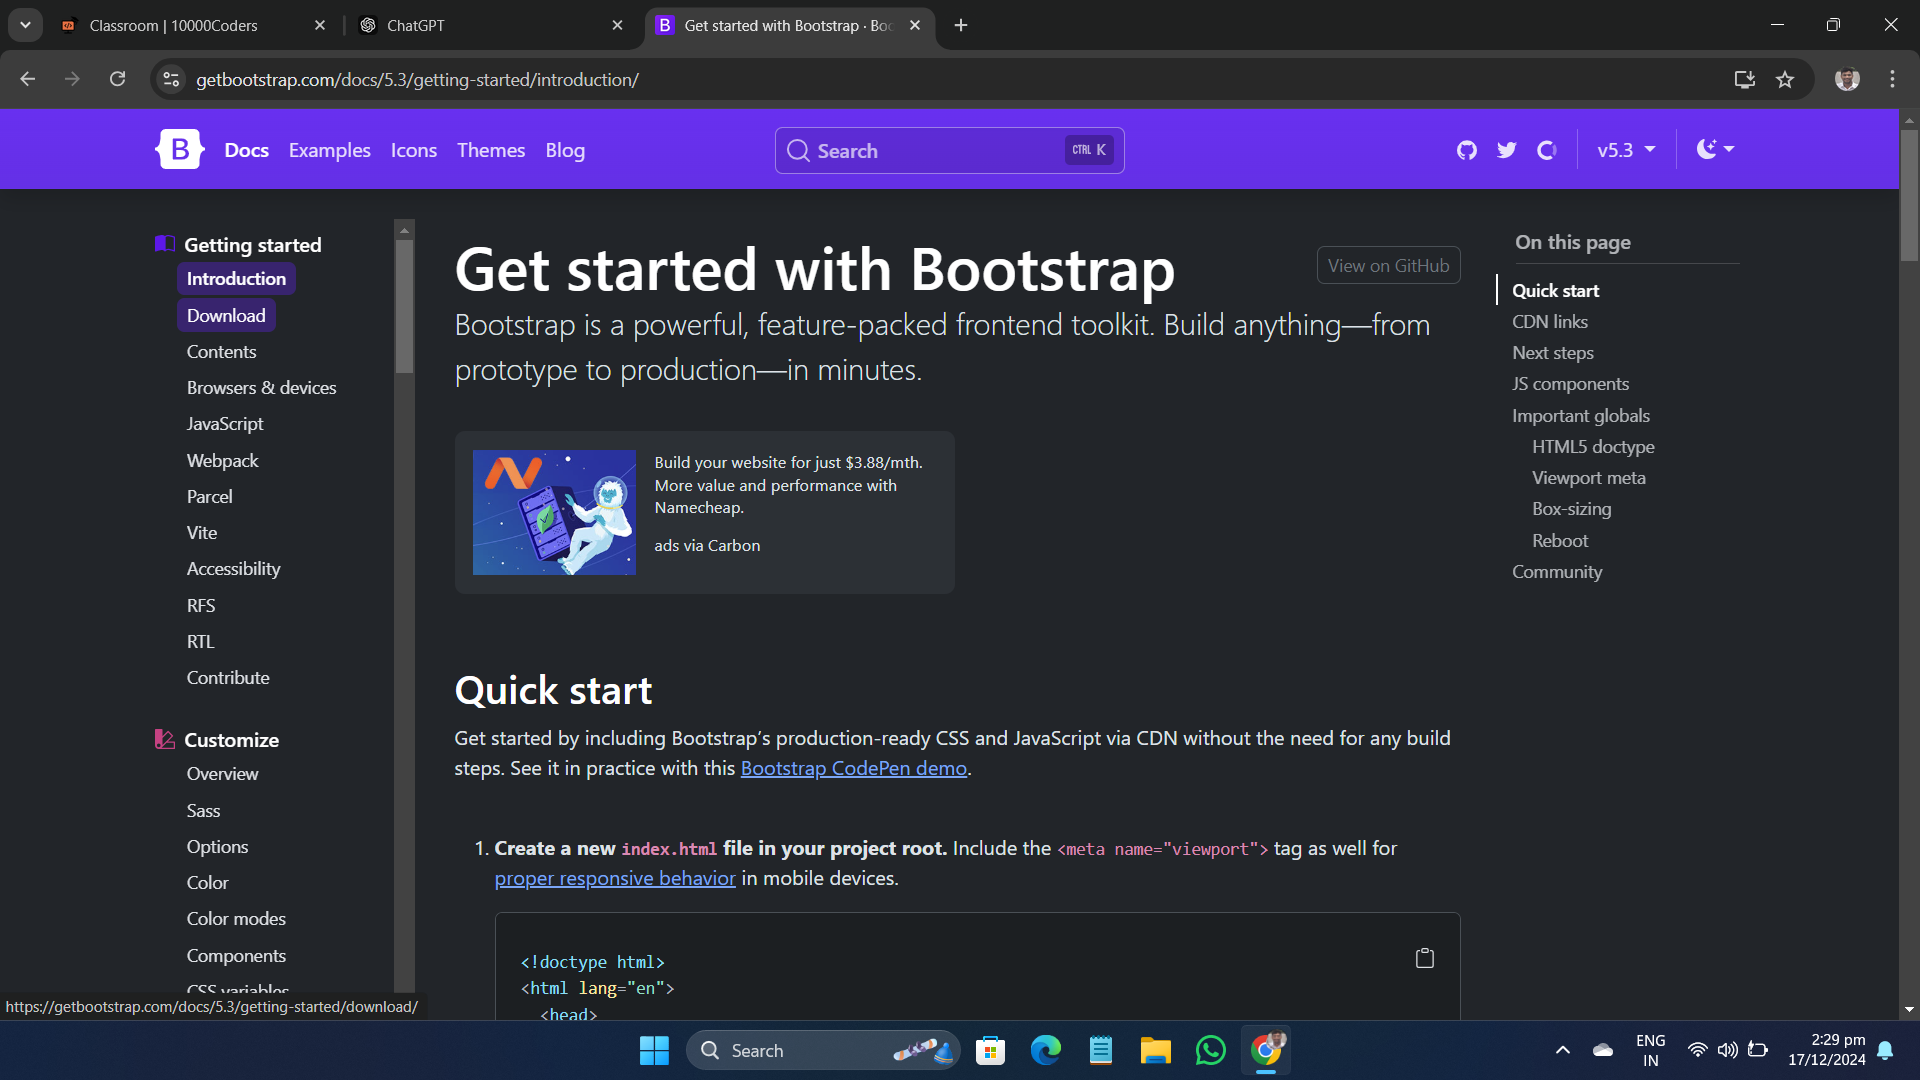 Classroom | 10000Coders
ChatGPT
Get started with Bootstrap · Boo
getbootstrap.com/docs/5.3/getting-started/introduction/
B
Docs
Examples
Icons
Themes
Blog
Search
CTRL K
v5.3
Getting started
Introduction
Download
Contents
Browsers & devices
JavaScript
Webpack
Parcel
Vite
Accessibility
RFS
RTL
Contribute
Customize
Overview
Sass
Options
Color
Color modes
Components
CSS variables
https://getbootstrap.com/docs/5.3/getting-started/download/
Get started with Bootstrap
View on GitHub
Bootstrap is a powerful, feature-packed frontend toolkit. Build anything—from
prototype to production—in minutes.
Build your website for just $3.88/mth.
More value and performance with
Namecheap.
ads via Carbon
Quick start
Get started by including Bootstrap’s production-ready CSS and JavaScript via CDN without the need for any build
steps. See it in practice with this Bootstrap CodePen demo.
1. Create a new index.html file in your project root. Include the <meta name="viewport"> tag as well for
proper responsive behavior in mobile devices.
<!doctype html>
<html lang="en">
<head>
On this page
Quick start
CDN links
Next steps
JS components
Important globals
HTML5 doctype
Viewport meta
Box-sizing
Reboot
Community
Search
ENG
IN
2:29 pm
17/12/2024